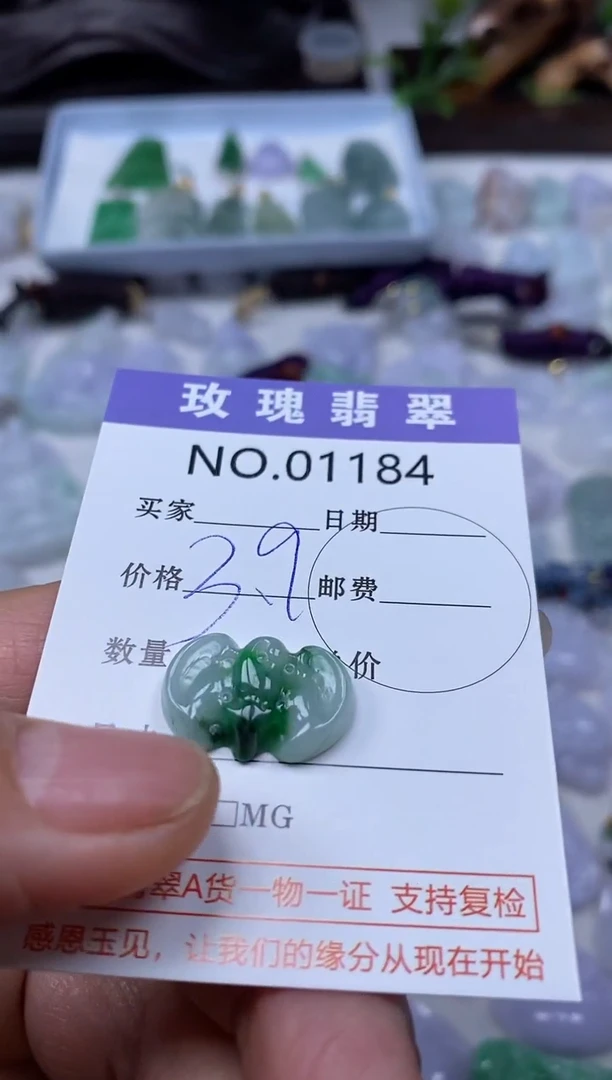 玫瑰翡翠
NO.01184
买家 日期
价格 3.9 邮费
数量 价
MG
翠A货一物一证 支持复检
感恩玉见，让我们的缘分从现在开始